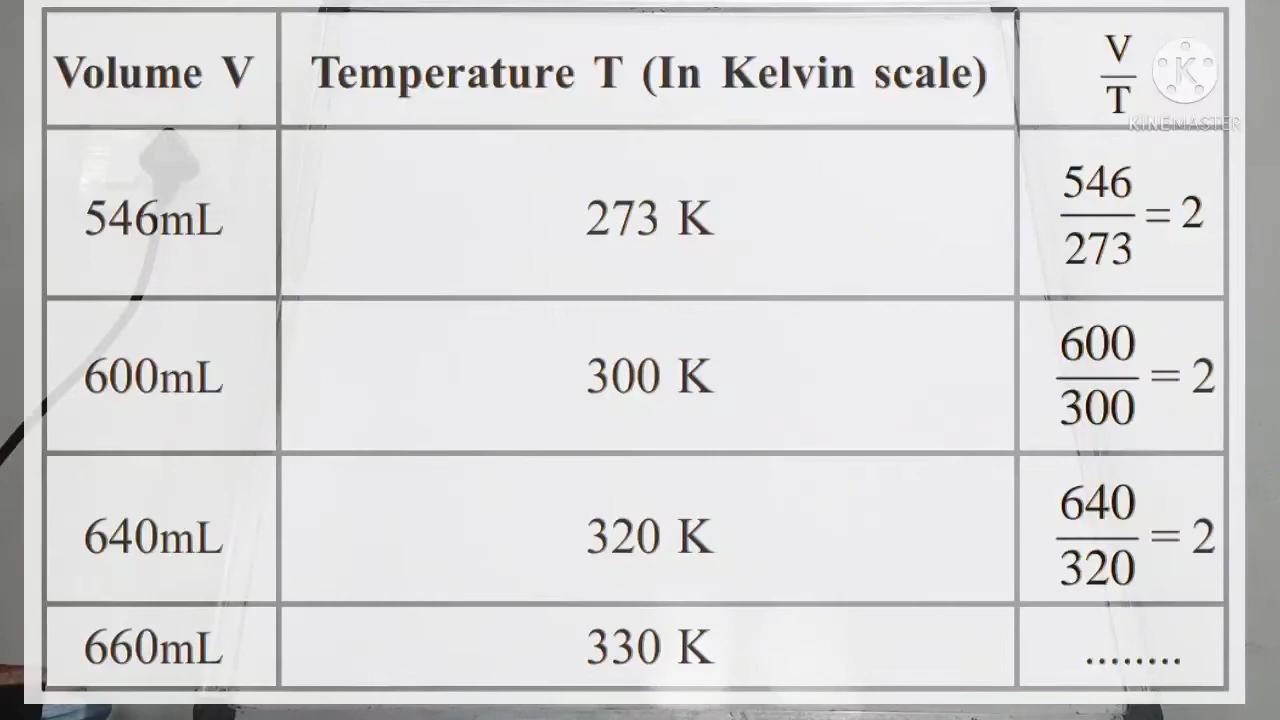 Volume V Temperature T (In Kelvin scale) V/T
K
KINEMASTER
546mL 273 K 546/273 = 2
600mL 300 K 600/300 = 2
640mL 320 K 640/320 = 2
660mL 330 K ........